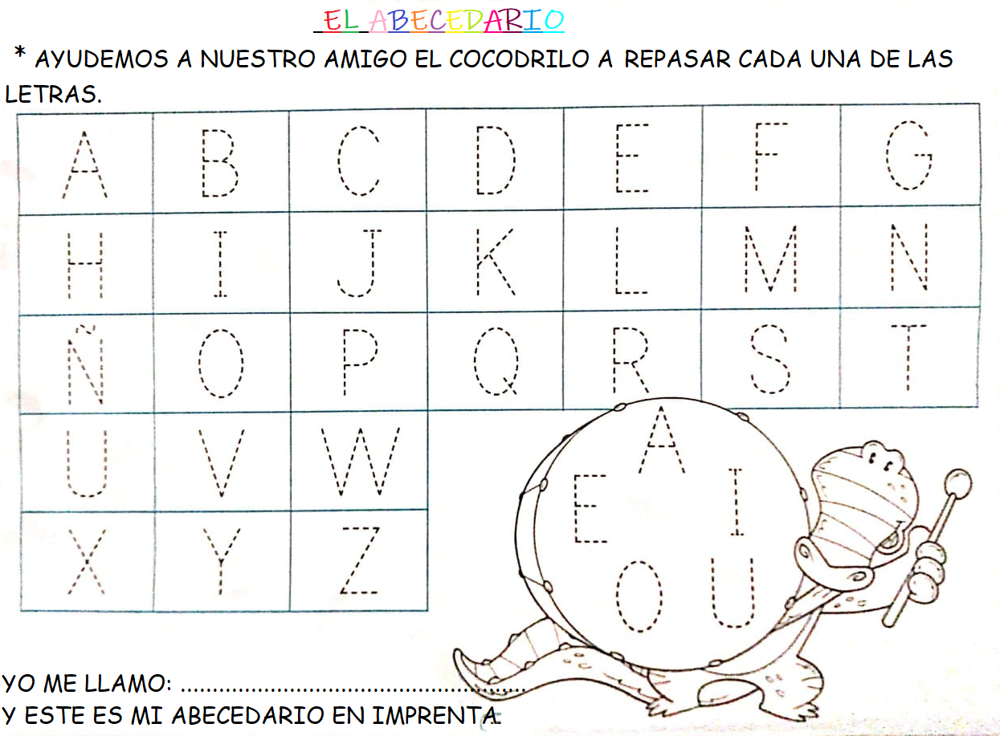 EL ABECEDARIO
* AYUDEMOS A NUESTRO AMIGO EL COCODRILO A REPASAR CADA UNA DE LAS
LETRAS.
A B C D E F G
H I J K L M N
Ñ O P Q R S T
U V W
X Y Z
A
E I
O U
YO ME LLAMO: ......................................................
Y ESTE ES MI ABECEDARIO EN IMPRENTA.